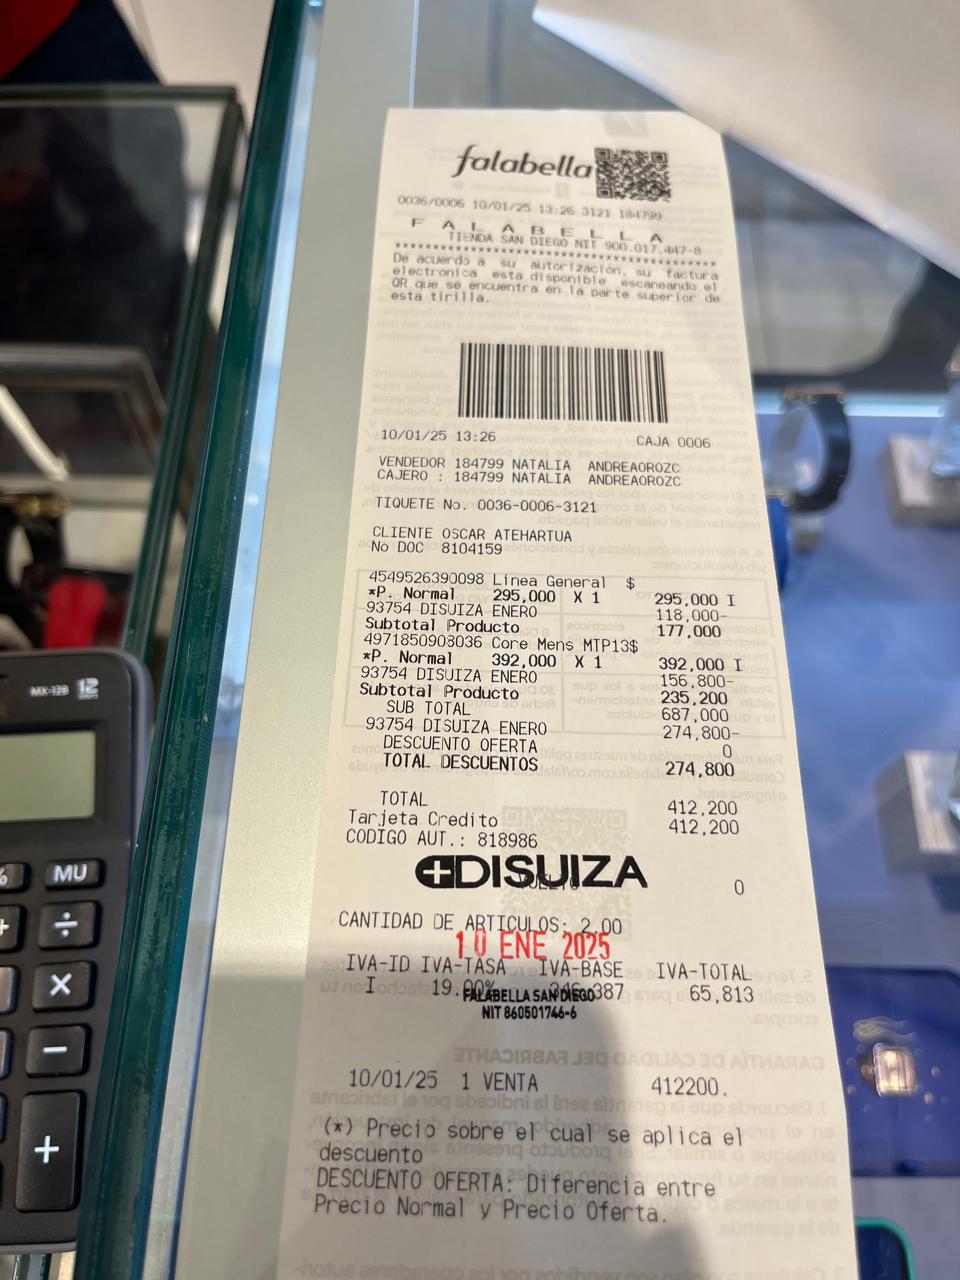 falabella
0036/0006 10/01/25 13:26 3121 184799
F A L A B E L L A
TIENDA SAN DIEGO NIT 900.017.447-8
****************************************
De acuerdo a su autorizacion, su factura
electronica esta disponible escaneando el
QR que se encuentra en la parte superior de
esta tirilla.
10/01/25 13:26 CAJA 0006
VENDEDOR 184799 NATALIA ANDREAOROZC
CAJERO : 184799 NATALIA ANDREAOROZC
TIQUETE No. 0036-0006-3121
CLIENTE OSCAR ATEHARTUA
No DOC 8104159
4549526390098 Linea General $
*P. Normal 295,000 X 1 295,000 I
93754 DISUIZA ENERO 118,000-
Subtotal Producto 177,000
4971850908036 Core Mens MTP13$
*P. Normal 392,000 X 1 392,000 I
93754 DISUIZA ENERO 156,800-
Subtotal Producto 235,200
SUB TOTAL 687,000
93754 DISUIZA ENERO 274,800-
DESCUENTO OFERTA 0
TOTAL DESCUENTOS 274,800
TOTAL 412,200
Tarjeta Credito 412,200
CODIGO AUT.: 818986
DISUIZA
VUELTO 0
CANTIDAD DE ARTICULOS: 2.00
10 ENE 2025
IVA-ID IVA-TASA IVA-BASE IVA-TOTAL
I 19.00% 346,387 65,813
FALABELLA SAN DIEGO
NIT 860501746-6
10/01/25 1 VENTA 412200.
(*) Precio sobre el cual se aplica el
descuento
DESCUENTO OFERTA: Diferencia entre
Precio Normal y Precio Oferta.
MX-12B 12
% MU
÷
×
−
+